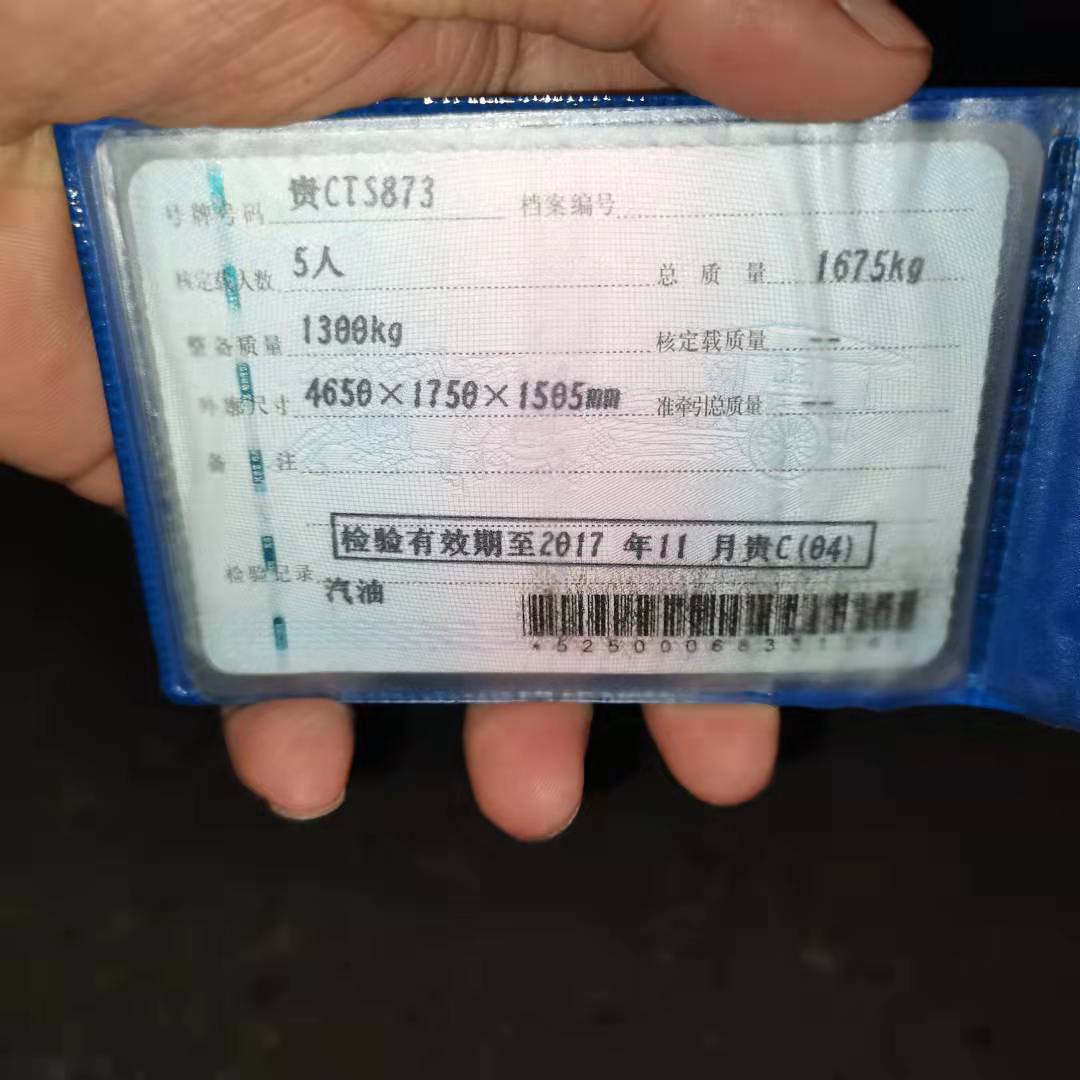 号牌号码 贵CTS873 档案编号
核定载人数 5人 总质量 1675kg
整备质量 1300kg 核定载质量 --
外廓尺寸 4650×1750×1505mm 准牵引总质量 --
备注
检验有效期至2017 年11 月贵C(04)
检验记录
汽油